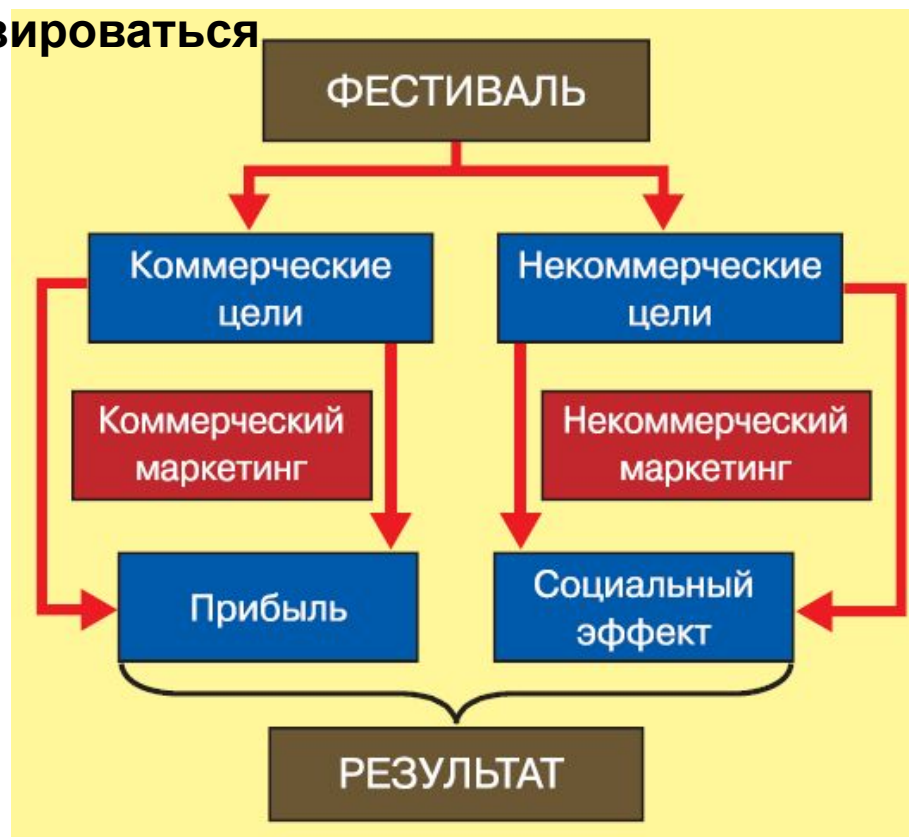 вироваться
ФЕСТИВАЛЬ
Коммерческие
цели
Некоммерческие
цели
Коммерческий
маркетинг
Некоммерческий
маркетинг
Прибыль
Социальный
эффект
РЕЗУЛЬТАТ